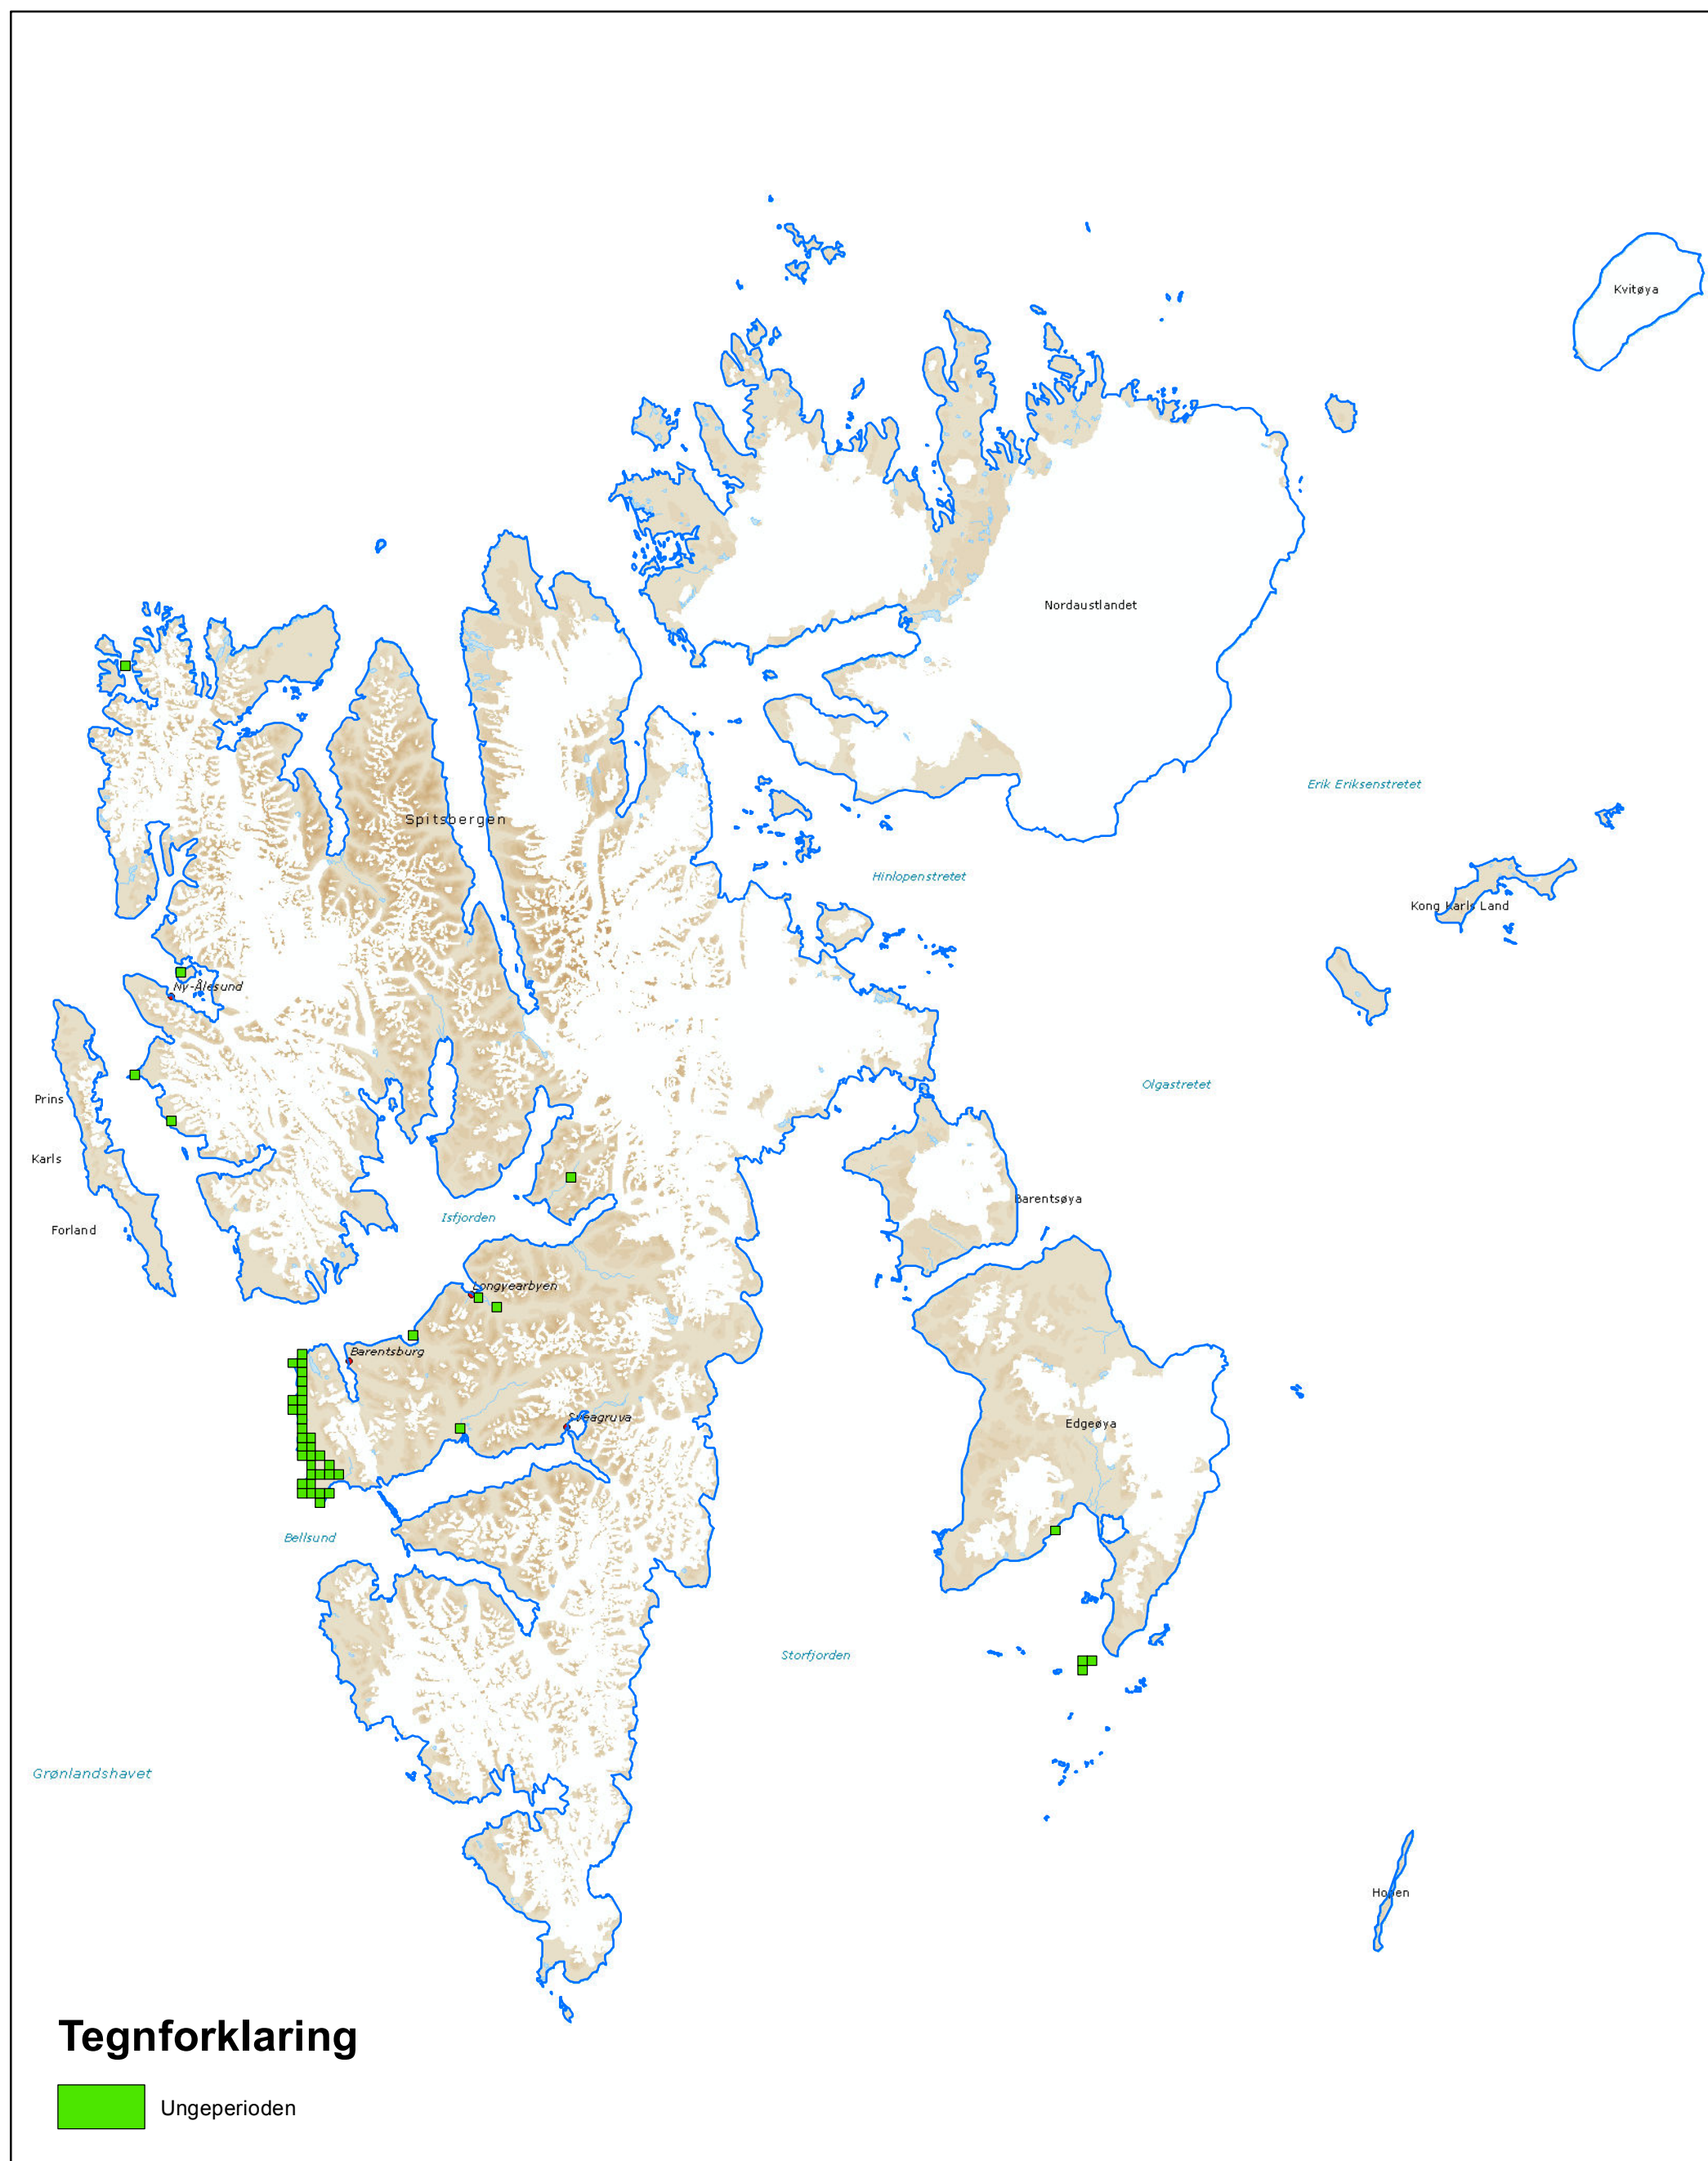 Kvitøya
Nordaustlandet
Erik Eriksenstretet
Spitsbergen
Hinlopenstretet
Kong Karls Land
Ny-Ålesund
Olgastretet
Prins
Karls
Barentsøya
Isfjorden
Forland
Longyearbyen
Barentsburg
Sveagruva
Edgeøya
Bellsund
Storfjorden
Grønlandshavet
Hopen
Tegnforklaring
Ungeperioden